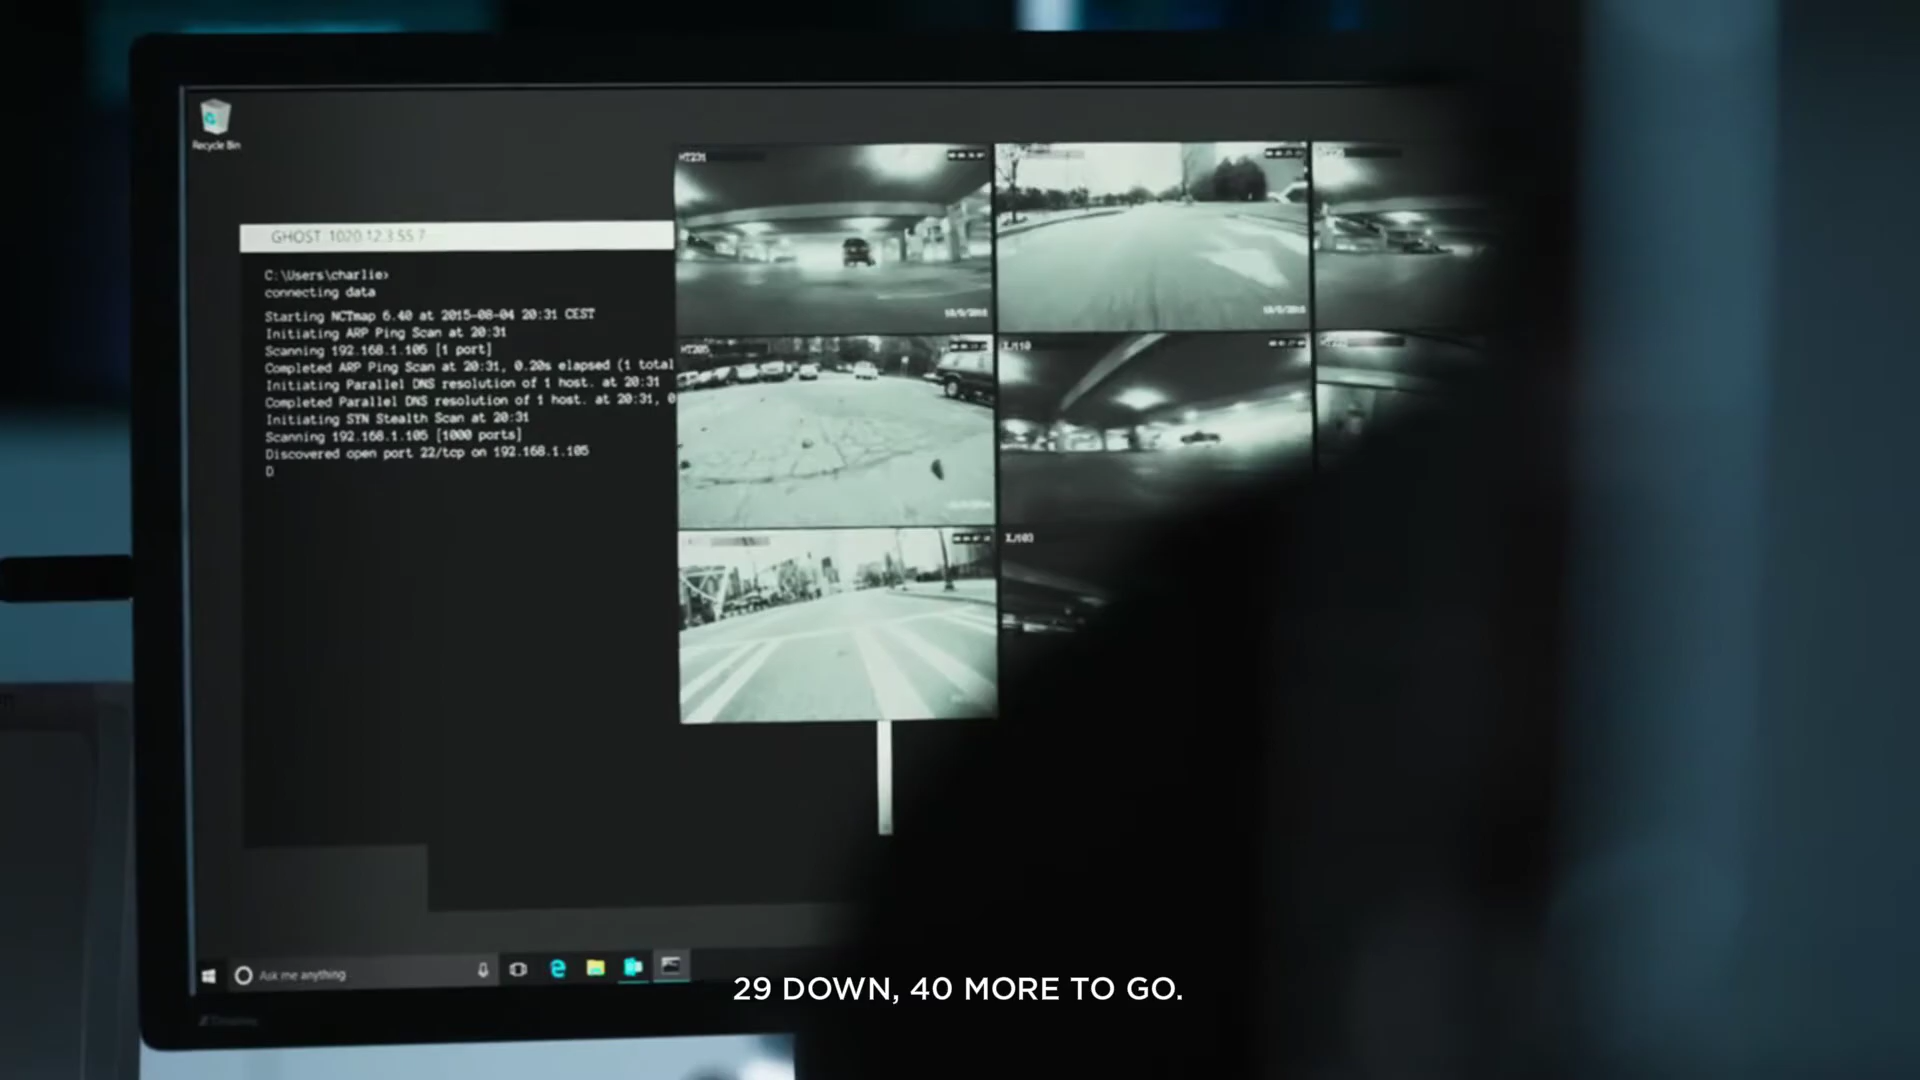 Recycle Bin
GHOST 1020.12.3.55.7
C:\Users\charlie>
connecting data
Starting NCTmap 6.40 at 2015-08-04 20:31 CEST
Initiating ARP Ping Scan at 20:31
Scanning 192.168.1.105 [1 port]
Completed ARP Ping Scan at 20:31, 0.20s elapsed (1 total
Initiating Parallel DNS resolution of 1 host. at 20:31
Completed Parallel DNS resolution of 1 host. at 20:31, 0
Initiating SYN Stealth Scan at 20:31
Scanning 192.168.1.105 [1000 ports]
Discovered open port 22/tcp on 192.168.1.105
D
HT231
HT205
X/110
X/103
Ask me anything
29 DOWN, 40 MORE TO GO.